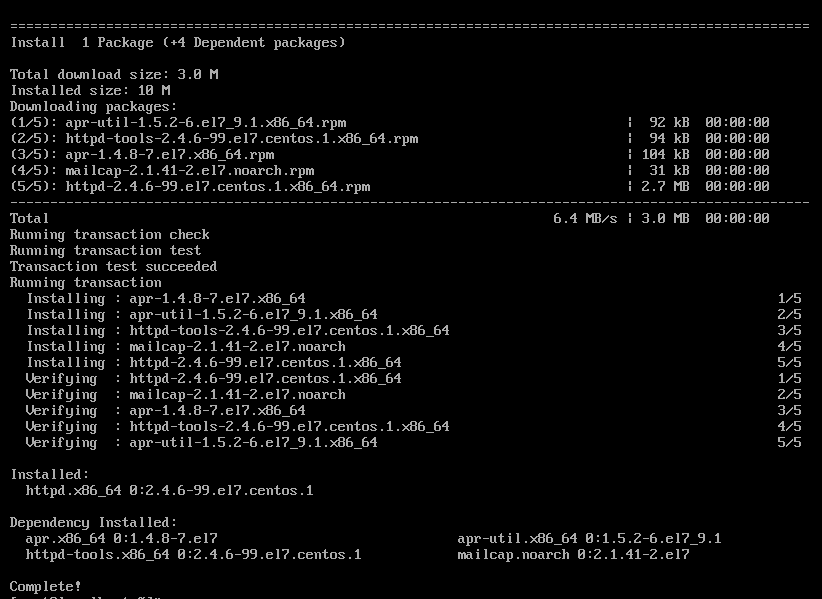 ================================================================================
Install  1 Package (+4 Dependent packages)
Total download size: 3.0 M
Installed size: 10 M
Downloading packages:
(1/5): apr-util-1.5.2-6.el7_9.1.x86_64.rpm | 92 kB 00:00:00
(2/5): httpd-tools-2.4.6-99.el7.centos.1.x86_64.rpm | 94 kB 00:00:00
(3/5): apr-1.4.8-7.el7.x86_64.rpm | 104 kB 00:00:00
(4/5): mailcap-2.1.41-2.el7.noarch.rpm | 31 kB 00:00:00
(5/5): httpd-2.4.6-99.el7.centos.1.x86_64.rpm | 2.7 MB 00:00:00
--------------------------------------------------------------------------------
Total 6.4 MB/s | 3.0 MB 00:00:00
Running transaction check
Running transaction test
Transaction test succeeded
Running transaction
Installing : apr-1.4.8-7.el7.x86_64 1/5
Installing : apr-util-1.5.2-6.el7_9.1.x86_64 2/5
Installing : httpd-tools-2.4.6-99.el7.centos.1.x86_64 3/5
Installing : mailcap-2.1.41-2.el7.noarch 4/5
Installing : httpd-2.4.6-99.el7.centos.1.x86_64 5/5
Verifying : httpd-2.4.6-99.el7.centos.1.x86_64 1/5
Verifying : mailcap-2.1.41-2.el7.noarch 2/5
Verifying : apr-1.4.8-7.el7.x86_64 3/5
Verifying : httpd-tools-2.4.6-99.el7.centos.1.x86_64 4/5
Verifying : apr-util-1.5.2-6.el7_9.1.x86_64 5/5
Installed:
httpd.x86_64 0:2.4.6-99.el7.centos.1
Dependency Installed:
apr.x86_64 0:1.4.8-7.el7 apr-util.x86_64 0:1.5.2-6.el7_9.1
httpd-tools.x86_64 0:2.4.6-99.el7.centos.1 mailcap.noarch 0:2.1.41-2.el7
Complete!